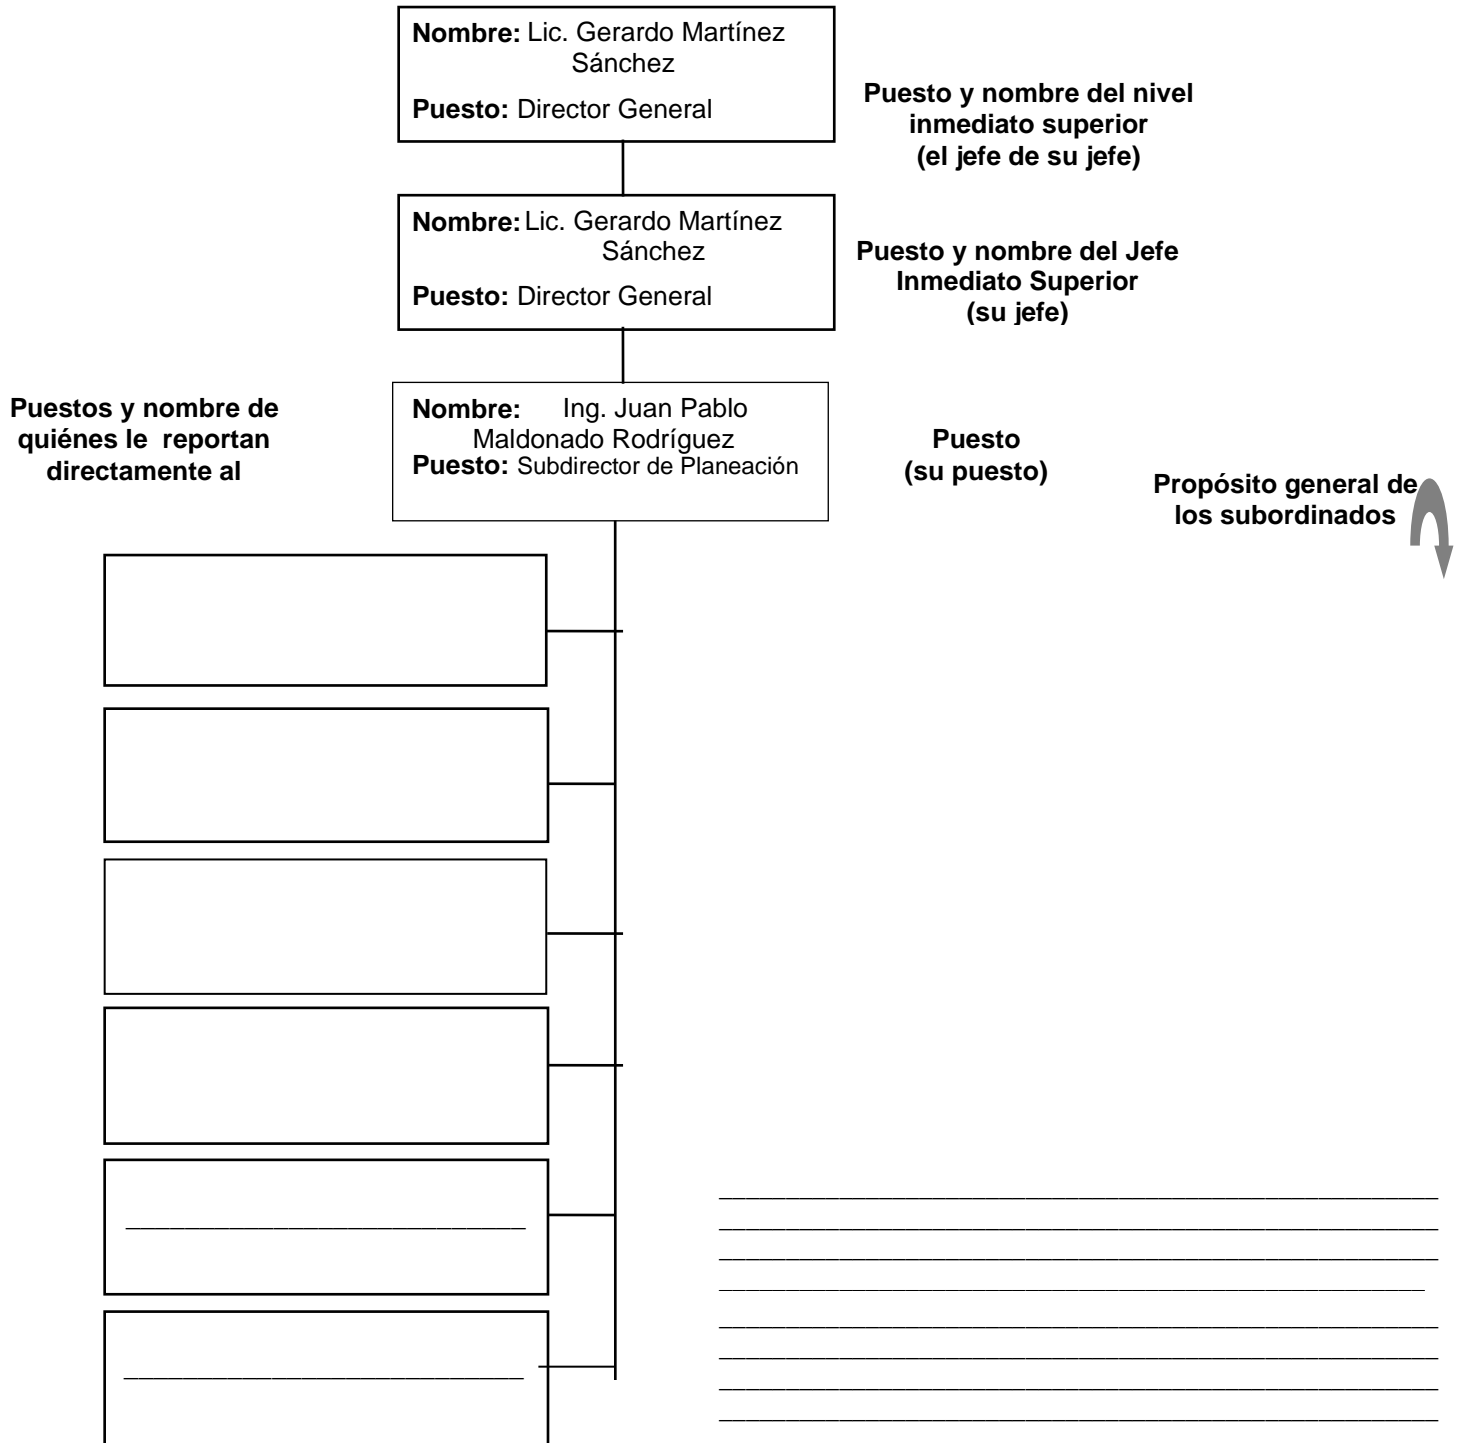 Nombre: Lic. Gerardo Martínez
Sánchez
Puesto: Director General
Puesto y nombre del nivel
inmediato superior
(el jefe de su jefe)
Nombre: Lic. Gerardo Martínez
Sánchez
Puesto: Director General
Puesto y nombre del Jefe
Inmediato Superior
(su jefe)
Puestos y nombre de
quiénes le reportan
directamente al
Nombre: Ing. Juan Pablo
Maldonado Rodríguez
Puesto: Subdirector de Planeación
Puesto
(su puesto)
Propósito general de
los subordinados